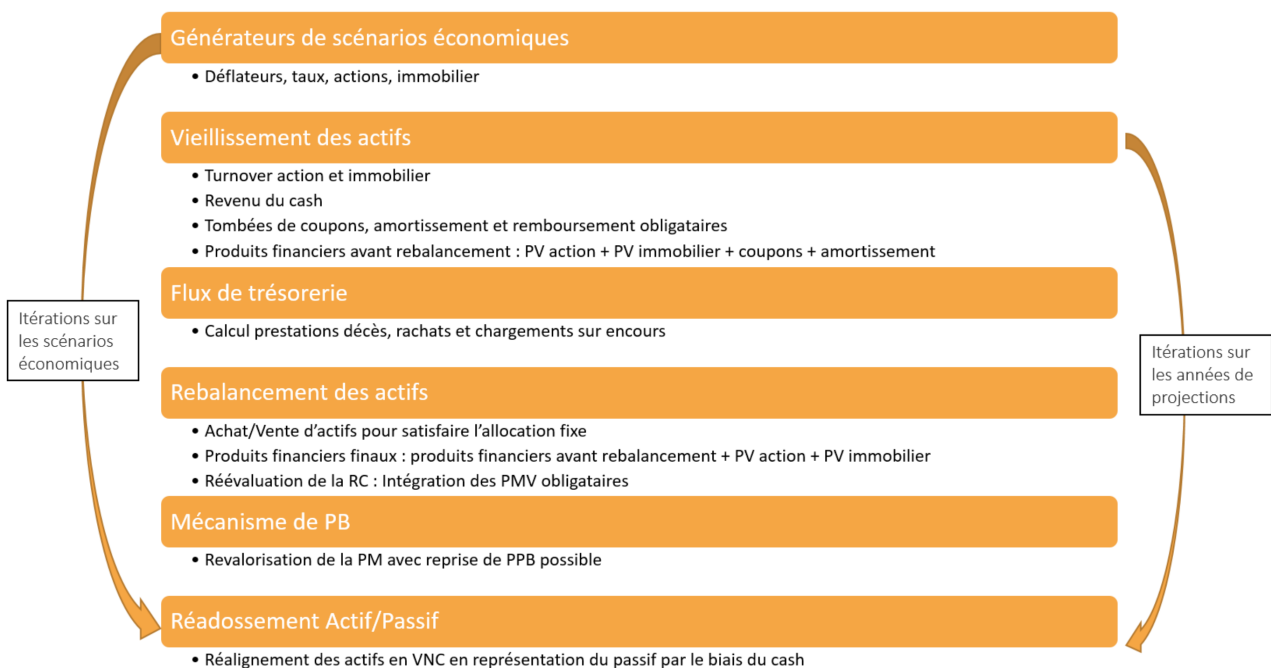 Générateurs de scénarios économiques
• Déflateurs, taux, actions, immobilier
Vieillissement des actifs
• Turnover action et immobilier
• Revenu du cash
• Tombées de coupons, amortissement et remboursement obligataires
• Produits financiers avant rebalancement : PV action + PV immobilier + coupons + amortissement
Flux de trésorerie
• Calcul prestations décès, rachats et chargements sur encours
Itérations sur
les scénarios
économiques
Itérations sur
les années de
projections
Rebalancement des actifs
• Achat/Vente d’actifs pour satisfaire l’allocation fixe
• Produits financiers finaux : produits financiers avant rebalancement + PV action + PV immobilier
• Réévaluation de la RC : Intégration des PMV obligataires
Mécanisme de PB
• Revalorisation de la PM avec reprise de PPB possible
Réadossement Actif/Passif
• Réalignement des actifs en VNC en représentation du passif par le biais du cash